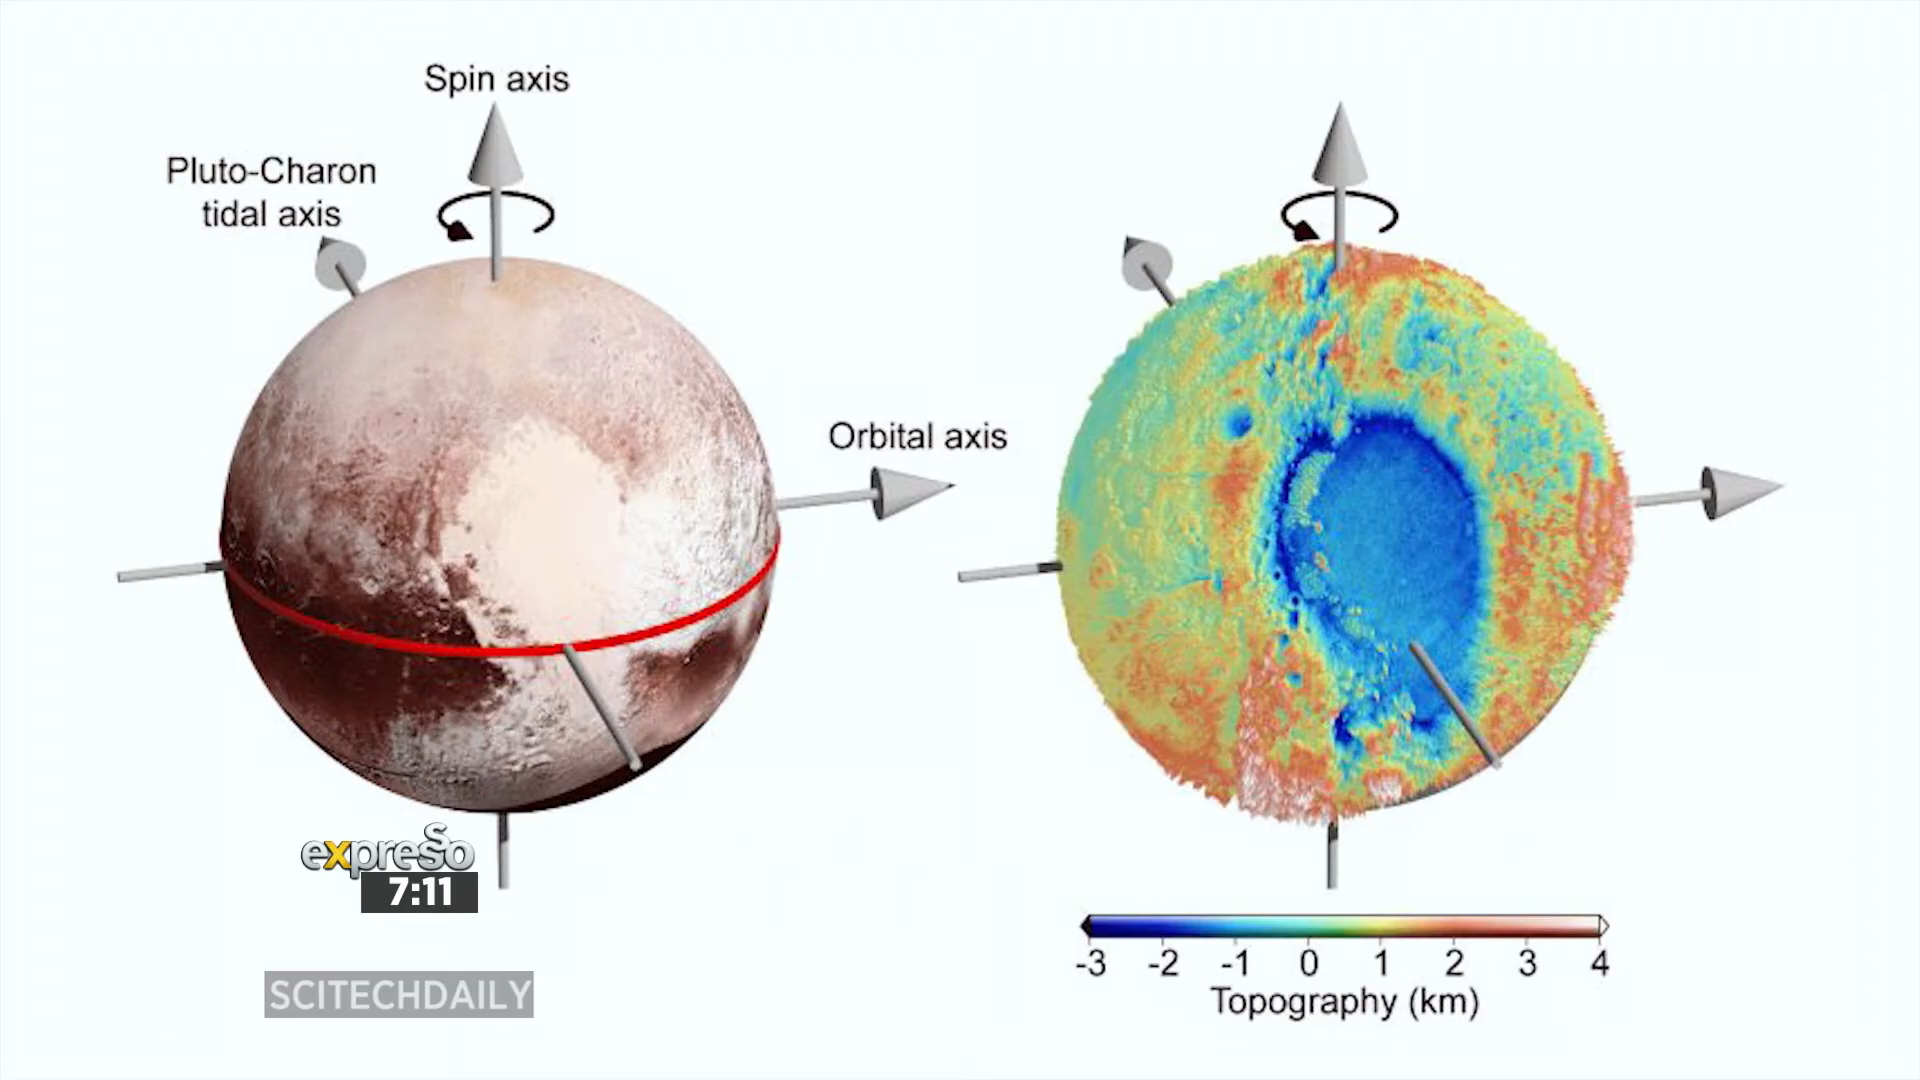 Spin axis
Pluto-Charon
tidal axis
Orbital axis
expresso
7:11
SCITECHDAILY
-3 -2 -1 0 1 2 3 4
Topography (km)